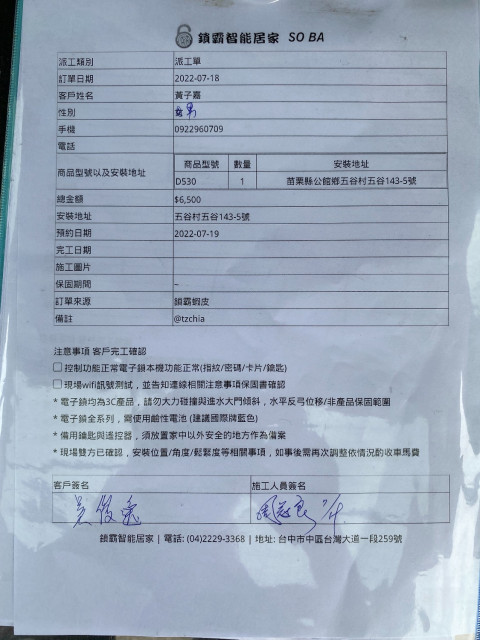 鎖霸智能居家 SO BA
派工類別 派工單
訂單日期 2022-07-18
客戶姓名 黃子嘉
性別 男
手機 0922960709
電話
商品型號以及安裝地址
商品型號 數量 安裝地址
D530 1 苗栗縣公館鄉五谷村五谷143-5號
總金額 $6,500
安裝地址 五谷村五谷143-5號
預約日期 2022-07-19
完工日期
施工圖片
保固期間 –
訂單來源 鎖霸蝦皮
備註 @tzchia
注意事項 客戶完工確認
☐控制功能正常電子鎖本機功能正常(指紋/密碼/卡片/鑰匙)
☐現場wifi訊號測試，並告知連線相關注意事項保固書確認
* 電子鎖均為3C產品，請勿大力碰撞與進水大門傾斜，水平反弓位移/非產品保固範圍
* 電子鎖全系列，需使用鹼性電池 (建議國際牌藍色)
* 備用鑰匙與遙控器，須放置家中以外安全的地方作為備案
* 現場雙方已確認，安裝位置/角度/鬆緊度等相關事項，如事後需再次調整依情況酌收車馬費
客戶簽名 施工人員簽名
鎖霸智能居家 | 電話: (04)2229-3368 | 地址: 台中市中區台灣大道一段259號